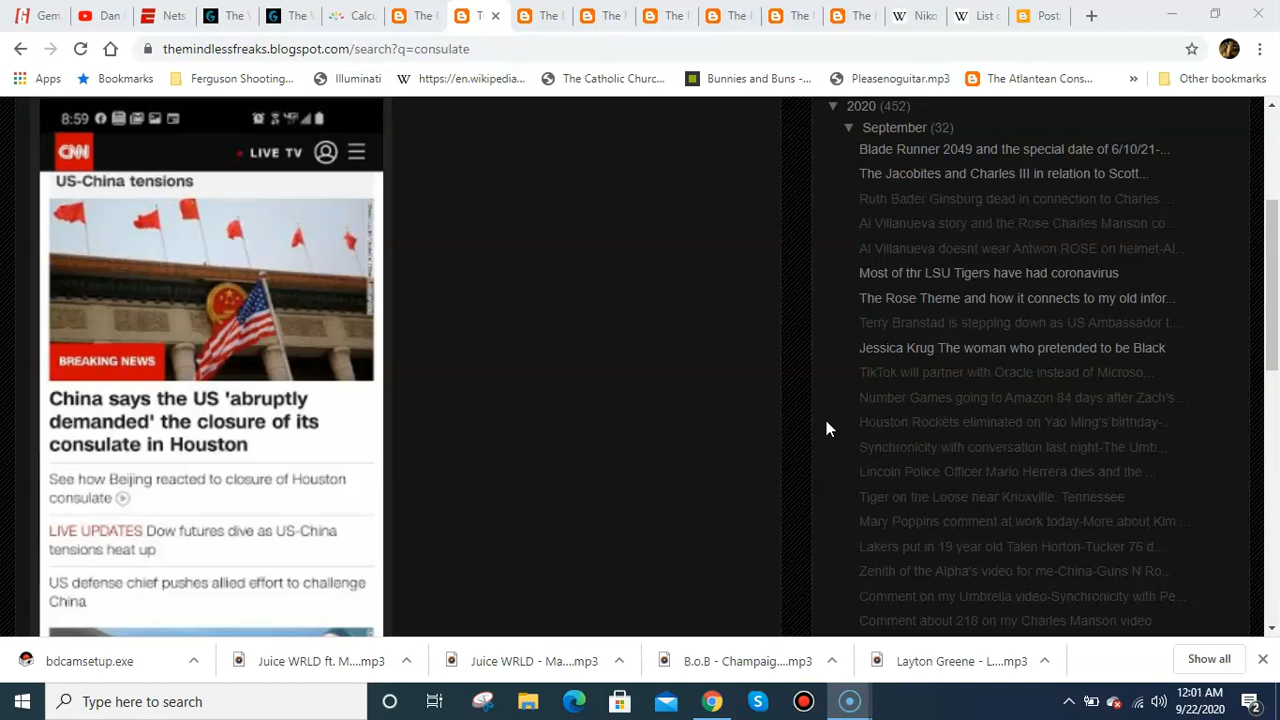 Gem
Dan
Nets
The V
The V
Calcu
The I
T
The I
The I
The I
The I
The I
The I
Niko
List o
Posts
themindlessfreaks.blogspot.com/search?q=consulate
Apps
Bookmarks
Ferguson Shooting...
Illuminati
https://en.wikipedia...
The Catholic Churc...
Bunnies and Buns -...
Pleasenoguitar.mp3
The Atlantean Cons...
»
Other bookmarks
8:59
CNN
LIVE TV
US-China tensions
BREAKING NEWS
China says the US 'abruptly
demanded' the closure of its
consulate in Houston
See how Beijing reacted to closure of Houston
consulate
LIVE UPDATES Dow futures dive as US-China
tensions heat up
US defense chief pushes allied effort to challenge
China
2020 (452)
September (32)
Blade Runner 2049 and the special date of 6/10/21-...
The Jacobites and Charles III in relation to Scott...
Ruth Bader Ginsburg dead in connection to Charles ...
Al Villanueva story and the Rose Charles Manson co...
Al Villanueva doesnt wear Antwon ROSE on helmet-Al...
Most of thr LSU Tigers have had coronavirus
The Rose Theme and how it connects to my old infor...
Terry Branstad is stepping down as US Ambassador t...
Jessica Krug The woman who pretended to be Black
TikTok will partner with Oracle instead of Microso...
Number Games going to Amazon 84 days after Zach's ...
Houston Rockets eliminated on Yao Ming's birthday-...
Synchronicity with conversation last night-The Umb...
Lincoln Police Officer Mario Herrera dies and the ...
Tiger on the Loose near Knoxville, Tennessee
Mary Poppins comment at work today-More about Kim...
Lakers put in 19 year old Talen Horton-Tucker 76 d...
Zenith of the Alpha's video for me-China-Guns N Ro...
Comment on my Umbrella video-Synchronicity with Pe...
Comment about 218 on my Charles Manson video
bdcamsetup.exe
Juice WRLD ft. M....mp3
Juice WRLD - Ma....mp3
B.o.B - Champaig....mp3
Layton Greene - L....mp3
Show all
Type here to search
12:01 AM
9/22/2020
2